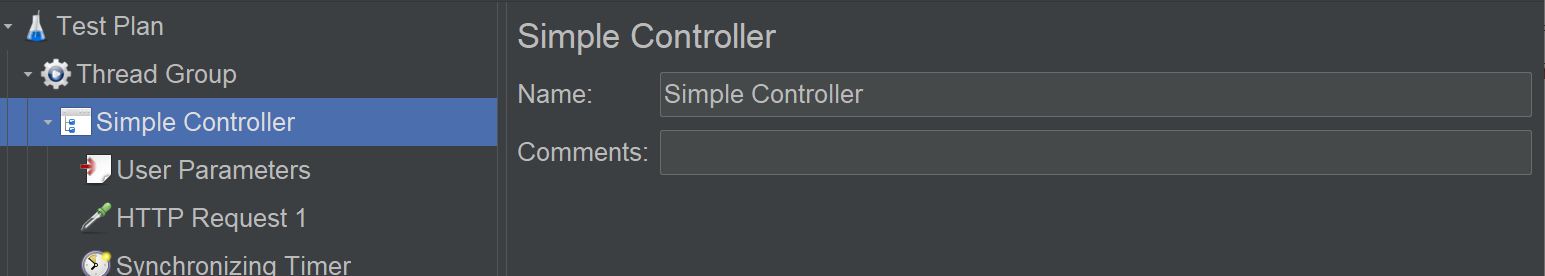 Test Plan
Thread Group
Simple Controller
User Parameters
HTTP Request 1
Synchronizing Timer
Simple Controller
Name: Simple Controller
Comments: